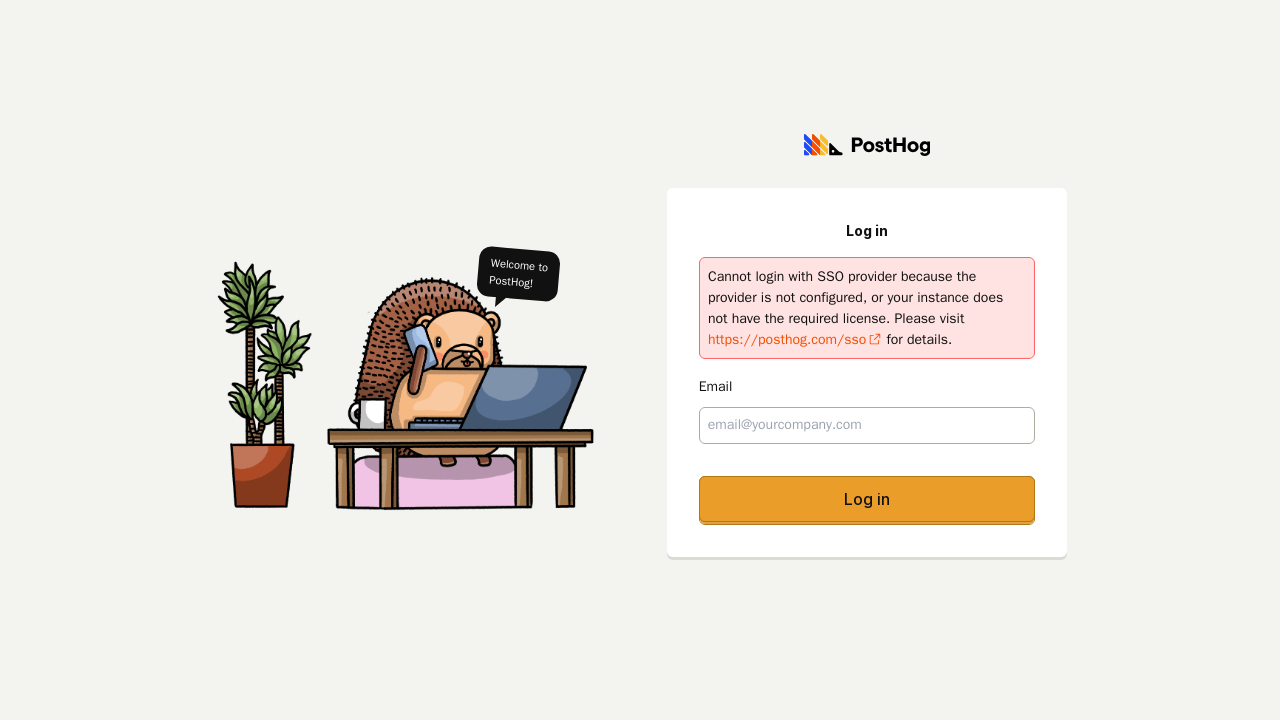 PostHog
Log in
Welcome to
PostHog!
Cannot login with SSO provider because the
provider is not configured, or your instance does
not have the required license. Please visit
https://posthog.com/sso for details.
Email
email@yourcompany.com
Log in